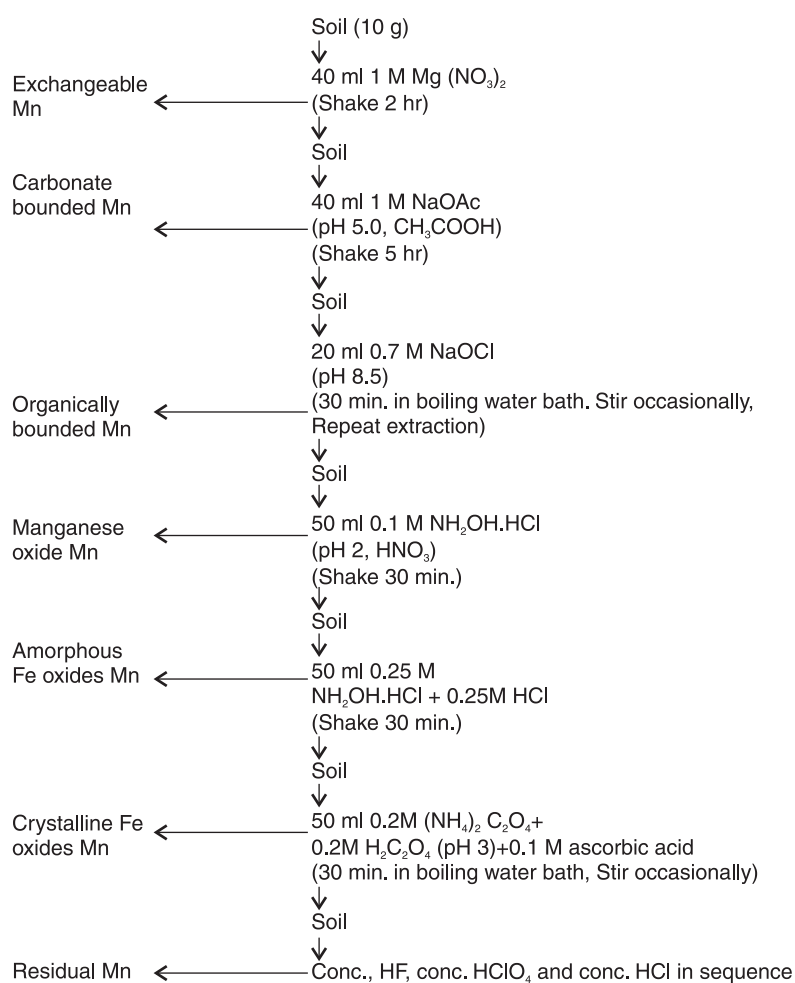 Soil (10 g)
40 ml 1 M Mg (NO₃)₂
Exchangeable
Mn
(Shake 2 hr)
Soil
Carbonate
bounded Mn
40 ml 1 M NaOAc
(pH 5.0, CH₃COOH)
(Shake 5 hr)
Soil
20 ml 0.7 M NaOCl
(pH 8.5)
Organically
bounded Mn
(30 min. in boiling water bath. Stir occasionally,
Repeat extraction)
Soil
Manganese
oxide Mn
50 ml 0.1 M NH₂OH.HCl
(pH 2, HNO₃)
(Shake 30 min.)
Soil
Amorphous
Fe oxides Mn
50 ml 0.25 M
NH₂OH.HCl + 0.25M HCl
(Shake 30 min.)
Soil
Crystalline Fe
oxides Mn
50 ml 0.2M (NH₄)₂ C₂O₄+
0.2M H₂C₂O₄ (pH 3)+0.1 M ascorbic acid
(30 min. in boiling water bath, Stir occasionally)
Soil
Residual Mn
Conc., HF, conc. HClO₄ and conc. HCl in sequence